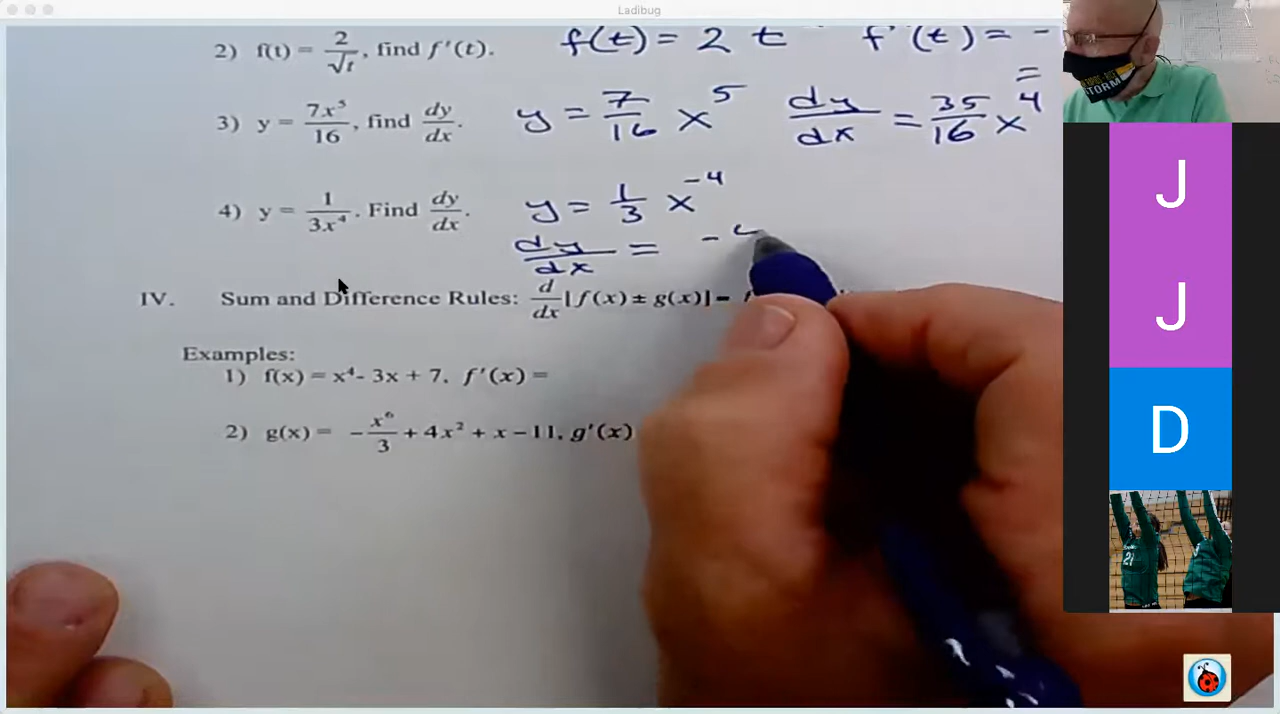 Ladibug
2) f(t) = 2/√t, find f'(t). f(t) = 2 t f'(t) = -
=
3) y = 7x⁵/16, find dy/dx. y = 7/16 x⁵ dy/dx = 35/16 x⁴
4) y = 1/3x⁴. Find dy/dx. y = 1/3 x⁻⁴
dy/dx = -
IV. Sum and Difference Rules: d/dx[f(x) ± g(x)] =
Examples:
1) f(x) = x⁴- 3x + 7, f'(x) =
2) g(x) = -x⁶/3 + 4x² + x - 11, g'(x)
STORM
J
J
D
21